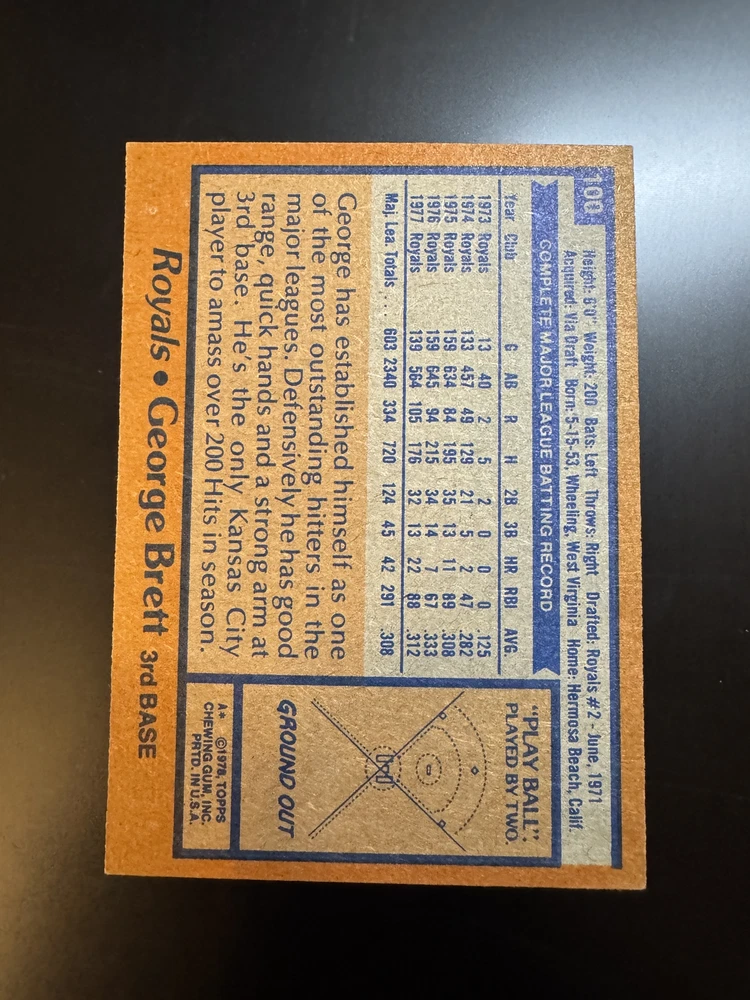 100
Height: 6'0" Weight: 200 Bats: Left Throws: Right Drafted: Royals #2 - June, 1971
Acquired: Via Draft Born: 5-15-53, Wheeling, West Virginia Home: Hermosa Beach, Calif.
COMPLETE MAJOR LEAGUE BATTING RECORD
Year Club G AB R H 2B 3B HR RBI AVG.
1973 Royals 13 40 2 5 2 0 0 0 .125
1974 Royals 133 457 49 129 21 5 2 47 .282
1975 Royals 159 634 84 195 35 13 11 89 .308
1976 Royals 159 645 94 215 34 14 7 67 .333
1977 Royals 139 564 105 176 32 13 22 88 .312
Maj. Lea. Totals . . . 603 2340 334 720 124 45 42 291 .308
George has established himself as one
of the most outstanding hitters in the
major leagues. Defensively he has good
range, quick hands and a strong arm at
3rd base. He's the only Kansas City
player to amass over 200 Hits in season.
"PLAY BALL":
PLAYED BY TWO.
GROUND OUT
A* ©1978, TOPPS
CHEWING GUM, INC.
PRTD. IN U.S.A.
Royals • George Brett 3rd BASE